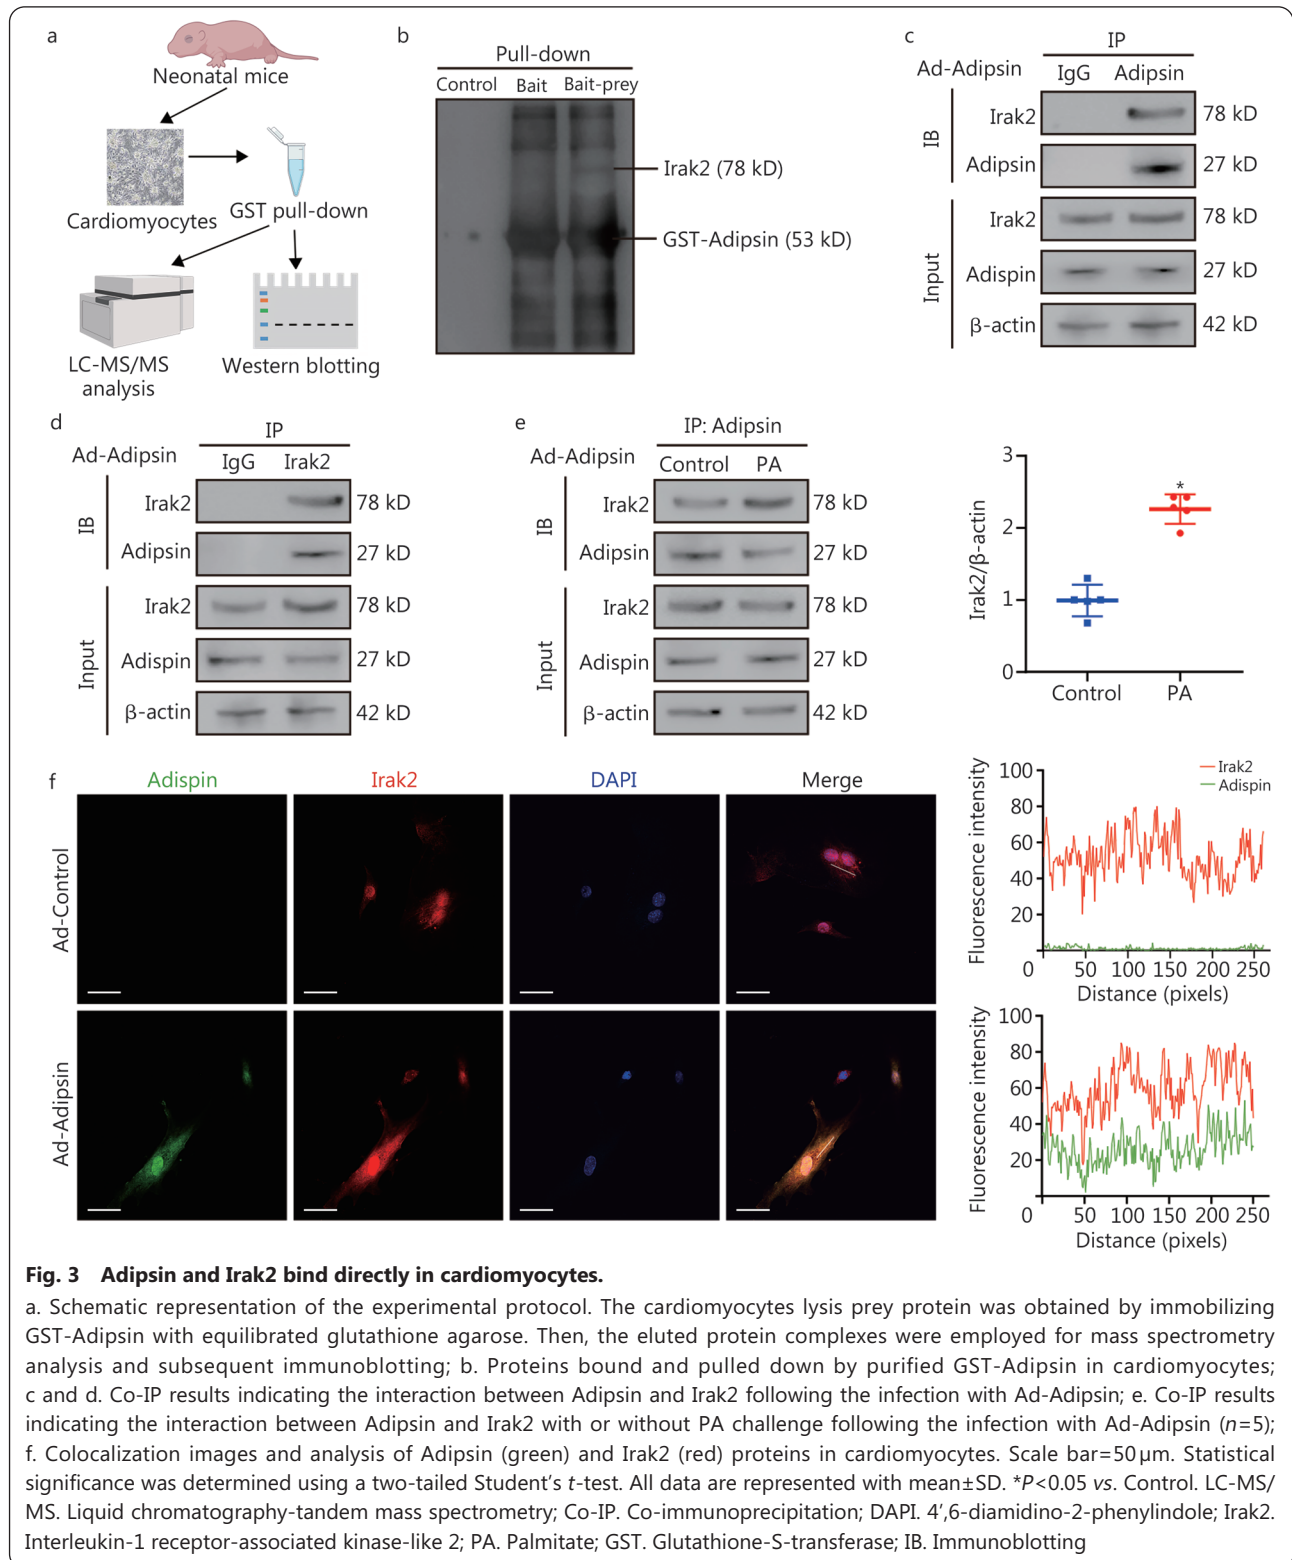 a
Neonatal mice
Cardiomyocytes
GST pull-down
LC-MS/MS
analysis
Western blotting
b
Pull-down
Control Bait Bait-prey
Irak2 (78 kD)
GST-Adipsin (53 kD)
c
IP
Ad-Adipsin IgG Adipsin
IB
Irak2 78 kD
Adipsin 27 kD
Input
Irak2 78 kD
Adispin 27 kD
β-actin 42 kD
d
IP
Ad-Adipsin IgG Irak2
IB
Irak2 78 kD
Adipsin 27 kD
Input
Irak2 78 kD
Adispin 27 kD
β-actin 42 kD
e
IP: Adipsin
Ad-Adipsin Control PA
IB
Irak2 78 kD
Adipsin 27 kD
Input
Irak2 78 kD
Adispin 27 kD
β-actin 42 kD
Irak2/β-actin
3
2
1
0
*
Control PA
f
Adispin Irak2 DAPI Merge
Ad-Control
Ad-Adipsin
Fluorescence intensity
100
80
60
40
20
0 50 100 150 200 250
Distance (pixels)
Irak2
Adispin
Fluorescence intensity
100
80
60
40
20
0 50 100 150 200 250
Distance (pixels)
Fig. 3 Adipsin and Irak2 bind directly in cardiomyocytes.
a. Schematic representation of the experimental protocol. The cardiomyocytes lysis prey protein was obtained by immobilizing
GST-Adipsin with equilibrated glutathione agarose. Then, the eluted protein complexes were employed for mass spectrometry
analysis and subsequent immunoblotting; b. Proteins bound and pulled down by purified GST-Adipsin in cardiomyocytes;
c and d. Co-IP results indicating the interaction between Adipsin and Irak2 following the infection with Ad-Adipsin; e. Co-IP results
indicating the interaction between Adipsin and Irak2 with or without PA challenge following the infection with Ad-Adipsin (n=5);
f. Colocalization images and analysis of Adipsin (green) and Irak2 (red) proteins in cardiomyocytes. Scale bar=50 μm. Statistical
significance was determined using a two-tailed Student's t-test. All data are represented with mean±SD. *P<0.05 vs. Control. LC-MS/
MS. Liquid chromatography-tandem mass spectrometry; Co-IP. Co-immunoprecipitation; DAPI. 4′,6-diamidino-2-phenylindole; Irak2.
Interleukin-1 receptor-associated kinase-like 2; PA. Palmitate; GST. Glutathione-S-transferase; IB. Immunoblotting